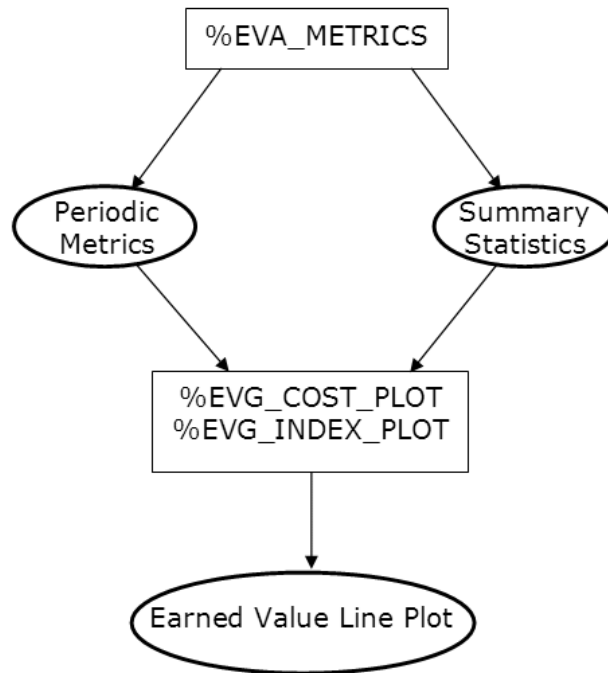 %EVA_METRICS
Periodic
Metrics
Summary
Statistics
%EVG_COST_PLOT
%EVG_INDEX_PLOT
Earned Value Line Plot